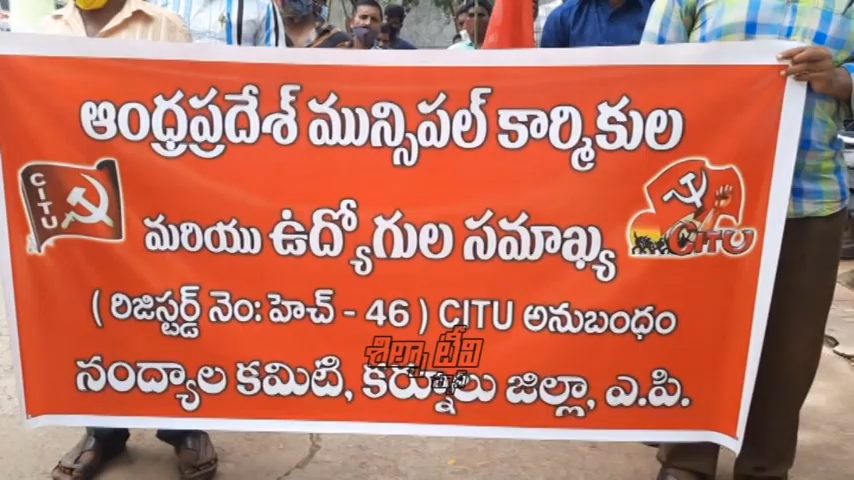 ఆంధ్రప్రదేశ్ మున్సిపల్ కార్మికుల
CITU
మరియు ఉద్యోగుల సమాఖ్య
CITU
( రిజిస్టర్డ్ నెం: హెచ్ - 46 ) CITU అనుబంధం
శిల్పా టీవి
నంద్యాల కమిటి, కర్నూలు జిల్లా, ఎ.పి.